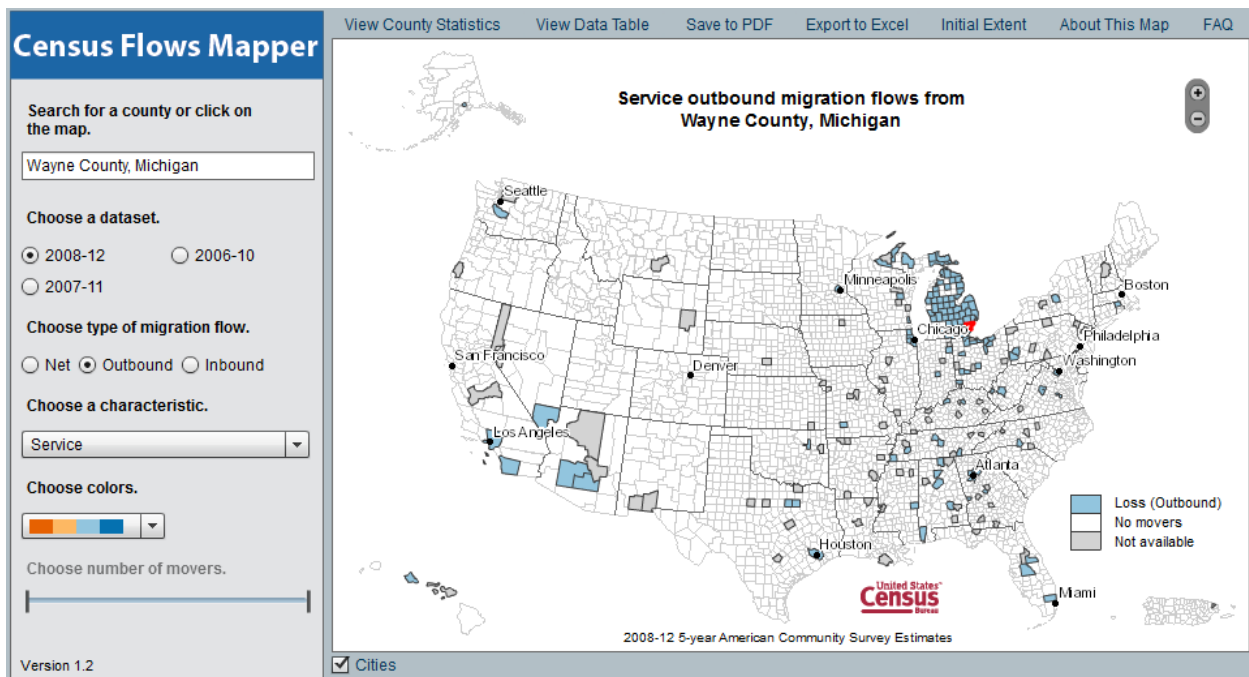 Census Flows Mapper
View County Statistics
View Data Table
Save to PDF
Export to Excel
Initial Extent
About This Map
FAQ
Search for a county or click on
the map.
Wayne County, Michigan
Choose a dataset.
2008-12
2006-10
2007-11
Choose type of migration flow.
Net
Outbound
Inbound
Choose a characteristic.
Service
Choose colors.
Choose number of movers.
Version 1.2
Service outbound migration flows from
Wayne County, Michigan
Seattle
Minneapolis
Boston
Chicago
Philadelphia
San Francisco
Denver
Washington
Los Angeles
Atlanta
Houston
Miami
Loss (Outbound)
No movers
Not available
United States™
Census
Bureau
2008-12 5-year American Community Survey Estimates
Cities